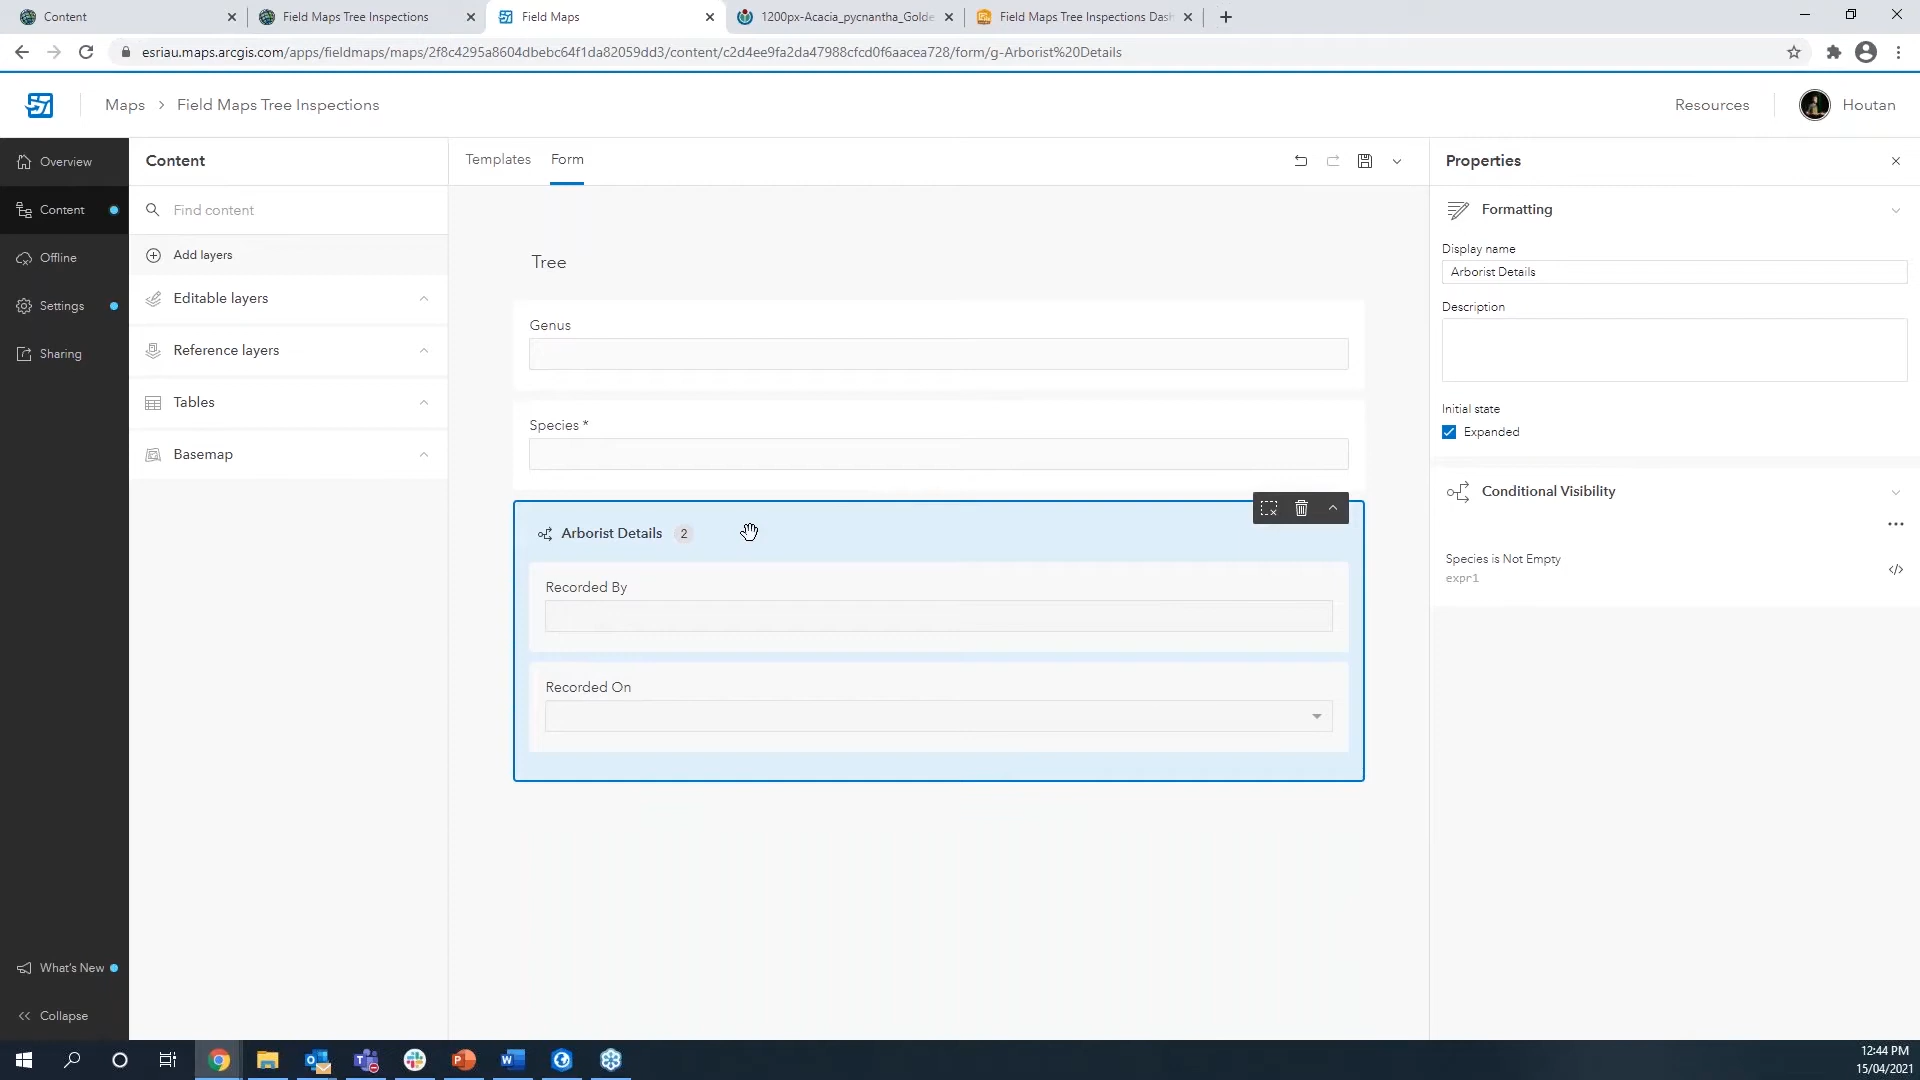 Content
Field Maps Tree Inspections
Field Maps
1200px-Acacia_pycnantha_Golde
Field Maps Tree Inspections Dash
esriau.maps.arcgis.com/apps/fieldmaps/maps/2f8c4295a8604dbebc64f1da82059dd3/content/c2d4ee9fa2da47988cfcd0f6aacea728/form/g-Arborist%20Details
Maps > Field Maps Tree Inspections
Resources
Houtan
Overview
Content
Offline
Settings
Sharing
What's New
Collapse
Content
Find content
Add layers
Editable layers
Reference layers
Tables
Basemap
Templates
Form
Tree
Genus
Species *
Arborist Details 2
Recorded By
Recorded On
Properties
Formatting
Display name
Arborist Details
Description
Initial state
Expanded
Conditional Visibility
Species is Not Empty
expr1
12:44 PM
15/04/2021